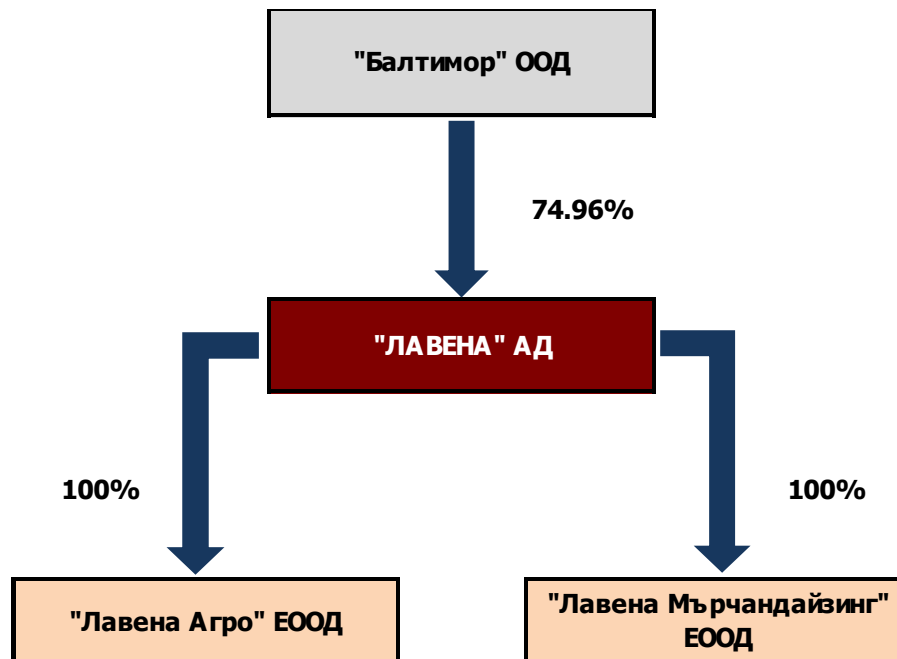 "Балтимор" ООД
74.96%
"ЛАВЕНА" АД
100%
100%
"Лавена Агро" ЕООД
"Лавена Мърчандайзинг"
ЕООД